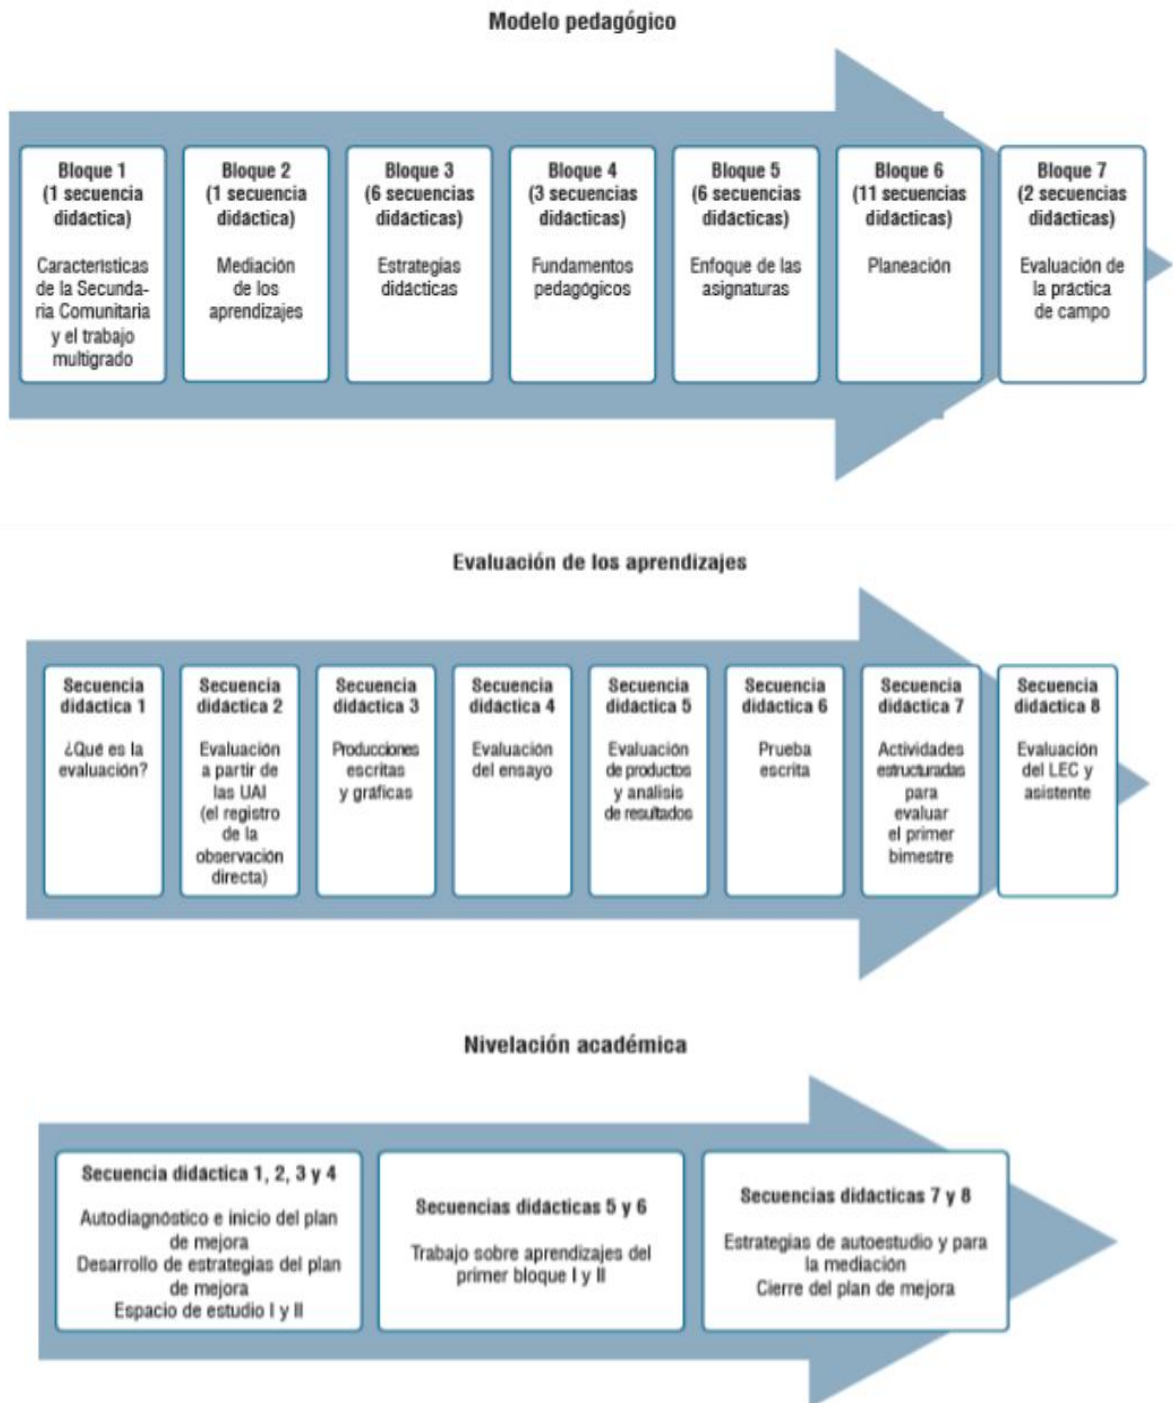 Modelo pedagógico
Bloque 1
(1 secuencia
didáctica)
Características
de la Secunda-
ria Comunitaria
y el trabajo
multigrado
Bloque 2
(1 secuencia
didáctica)
Mediación
de los
aprendizajes
Bloque 3
(6 secuencias
didácticas)
Estrategias
didácticas
Bloque 4
(3 secuencias
didácticas)
Fundamentos
pedagógicos
Bloque 5
(6 secuencias
didácticas)
Enfoque de las
asignaturas
Bloque 6
(11 secuencias
didácticas)
Planeación
Bloque 7
(2 secuencias
didácticas)
Evaluación de
la práctica
de campo
Evaluación de los aprendizajes
Secuencia
didáctica 1
¿Qué es la
evaluación?
Secuencia
didáctica 2
Evaluación
a partir de
las UAI
(el registro
de la
observación
directa)
Secuencia
didáctica 3
Producciones
escritas
y gráficas
Secuencia
didáctica 4
Evaluación
del ensayo
Secuencia
didáctica 5
Evaluación
de productos
y análisis
de resultados
Secuencia
didáctica 6
Prueba
escrita
Secuencia
didáctica 7
Actividades
estructuradas
para
evaluar
el primer
bimestre
Secuencia
didáctica 8
Evaluación
del LEC y
asistente
Nivelación académica
Secuencia didáctica 1, 2, 3 y 4
Autodiagnóstico e inicio del plan
de mejora
Desarrollo de estrategias del plan
de mejora
Espacio de estudio I y II
Secuencias didácticas 5 y 6
Trabajo sobre aprendizajes del
primer bloque I y II
Secuencias didácticas 7 y 8
Estrategias de autoestudio y para
la mediación
Cierre del plan de mejora